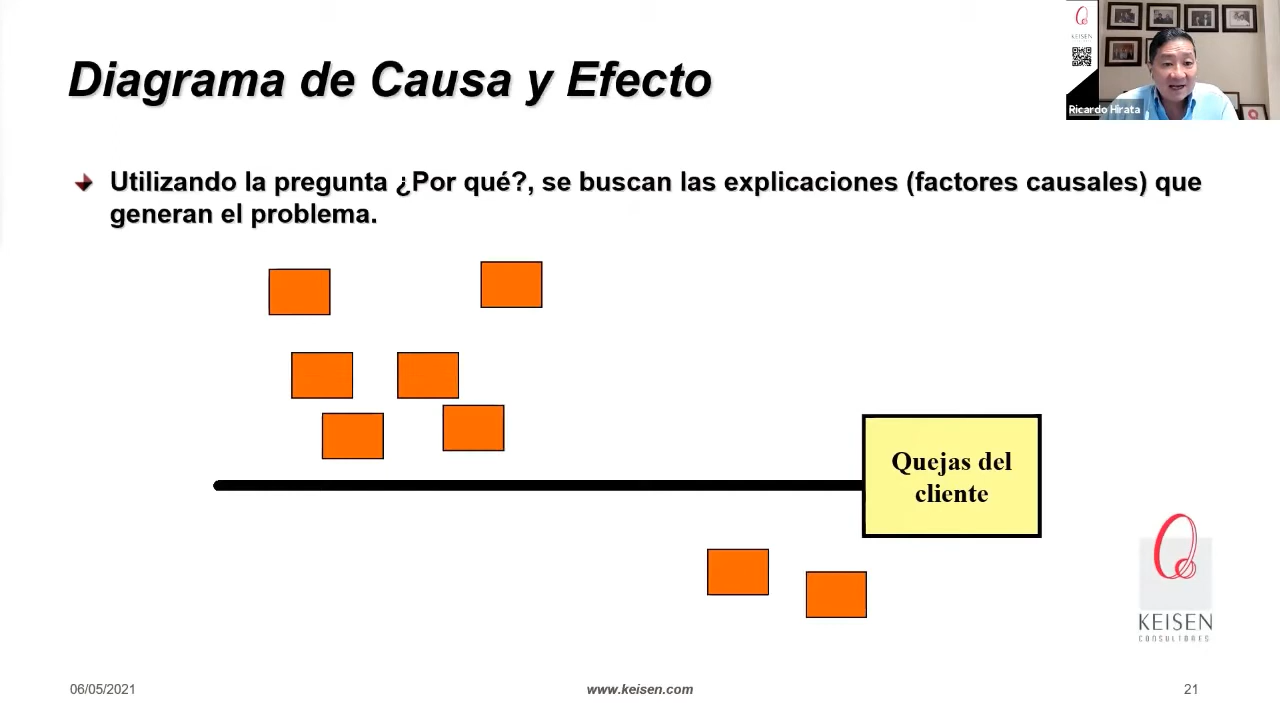 Diagrama de Causa y Efecto
KEISEN
Ricardo Hirata
Utilizando la pregunta ¿Por qué?, se buscan las explicaciones (factores causales) que
generan el problema.
Quejas del
cliente
KEISEN
CONSULTORES
06/05/2021
www.keisen.com
21